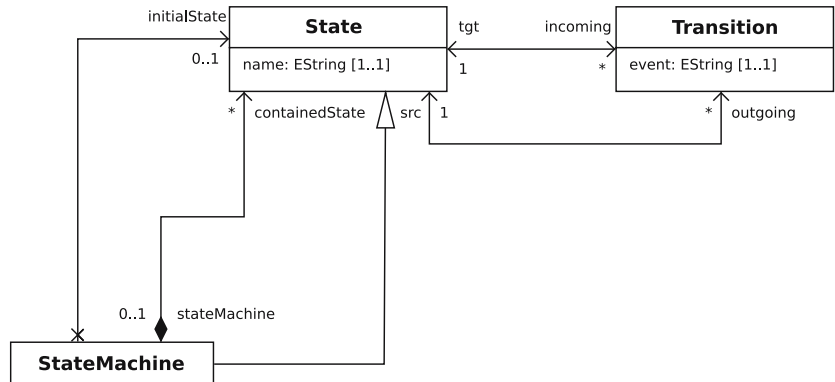 initialState
0..1
State
name: EString [1..1]
tgt
1
incoming
*
Transition
event: EString [1..1]
* containedState
src 1
* outgoing
0..1 stateMachine
StateMachine